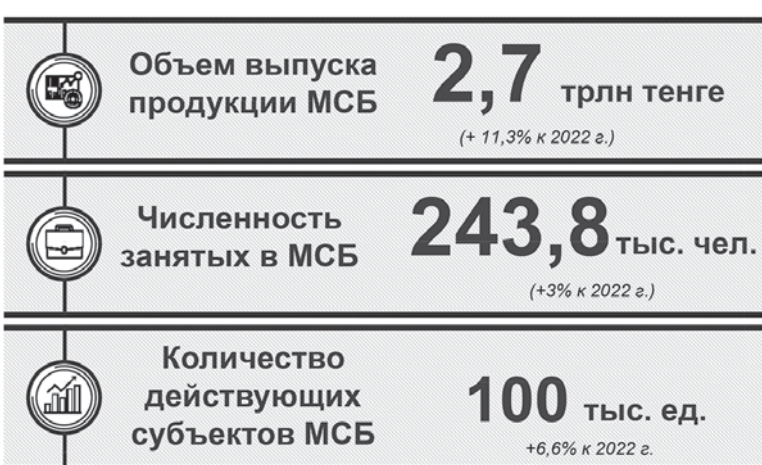 Объем выпуска
продукции МСБ
2,7 трлн тенге
(+ 11,3% к 2022 г.)
Численность
занятых в МСБ
243,8 тыс. чел.
(+3% к 2022 г.)
Количество
действующих
субъектов МСБ
100 тыс. ед.
+6,6% к 2022 г.